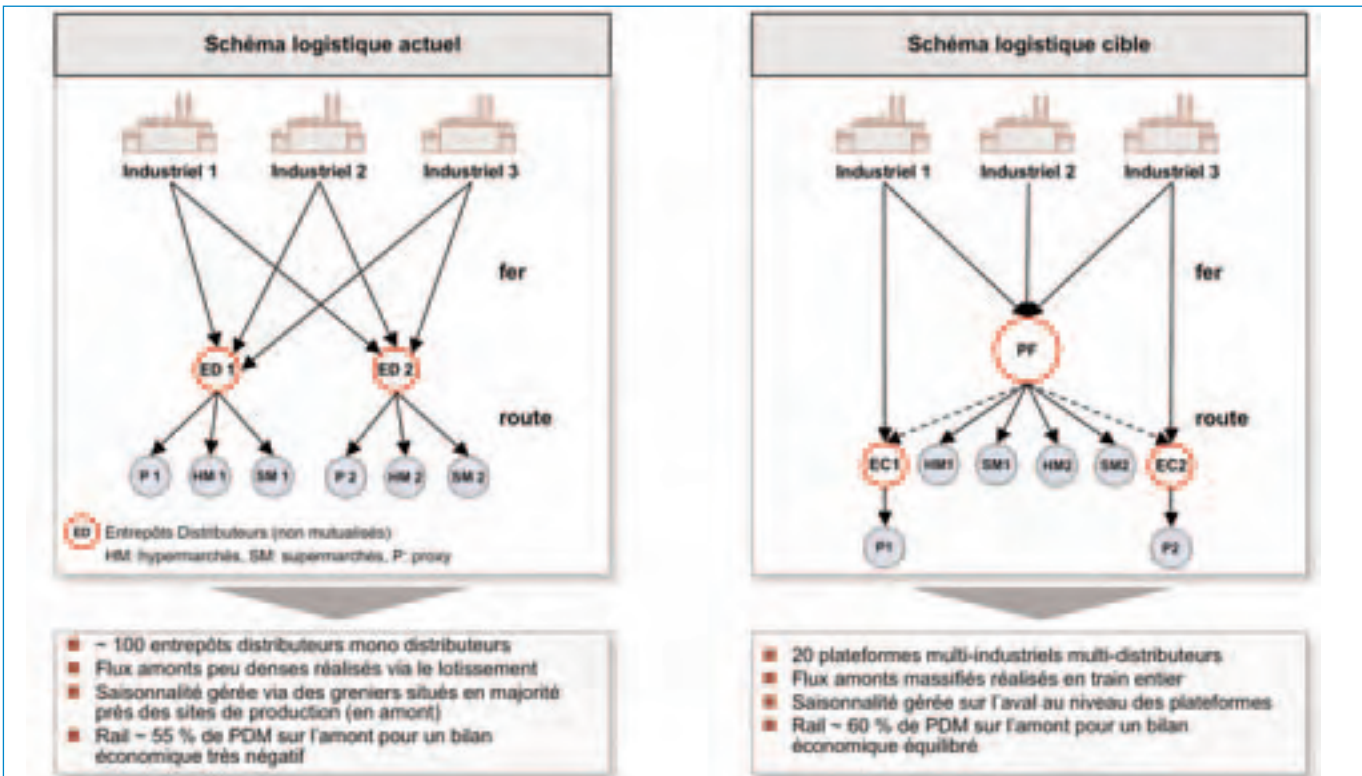 Schéma logistique actuel
Industriel 1 Industriel 2 Industriel 3
fer
ED 1 ED 2
route
P 1 HM 1 SM 1 P 2 HM 2 SM 2
ED Entrepôts Distributeurs (non mutualisés)
HM: hypermarchés, SM: supermarchés, P: proxy
~ 100 entrepôts distributeurs mono distributeurs
Flux amonts peu denses réalisés via le lotissement
Saisonnalité gérée via des greniers situés en majorité
près des sites de production (en amont)
Rail ~ 55 % de PDM sur l'amont pour un bilan
économique très négatif
Schéma logistique cible
Industriel 1 Industriel 2 Industriel 3
fer
PF
route
EC1 HM1 SM1 HM2 SM2 EC2
P1 P2
20 plateformes multi-industriels multi-distributeurs
Flux amonts massifiés réalisés en train entier
Saisonnalité gérée sur l'aval au niveau des plateformes
Rail ~ 60 % de PDM sur l'amont pour un bilan
économique équilibré